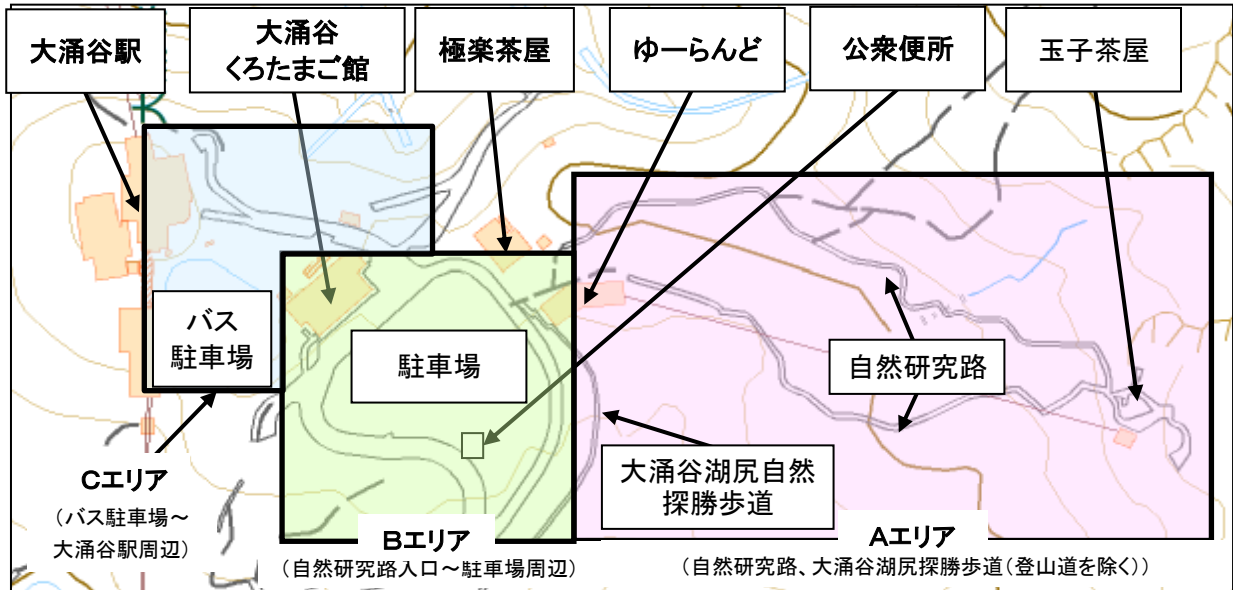 大涌谷駅
大涌谷
くろたまご館
極楽茶屋
ゆーらんど
公衆便所
玉子茶屋
バス
駐車場
駐車場
自然研究路
大涌谷湖尻自然
探勝歩道
Cエリア
（バス駐車場～
大涌谷駅周辺）
Bエリア
（自然研究路入口～駐車場周辺）
Aエリア
（自然研究路、大涌谷湖尻探勝歩道（登山道を除く））